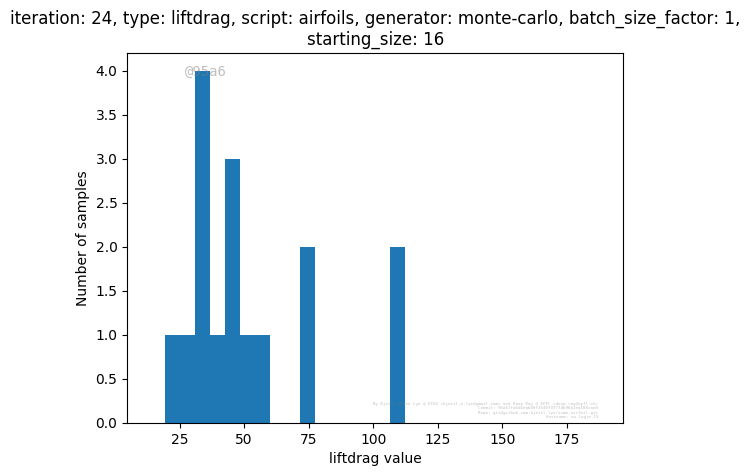 iteration: 24, type: liftdrag, script: airfoils, generator: monte-carlo, batch_size_factor: 1,
starting_size: 16
4.0
@95a6
3.5
3.0
2.5
2.0
1.5
1.0
0.5
0.0
Number of samples
25 50 75 100 125 150 175
liftdrag value